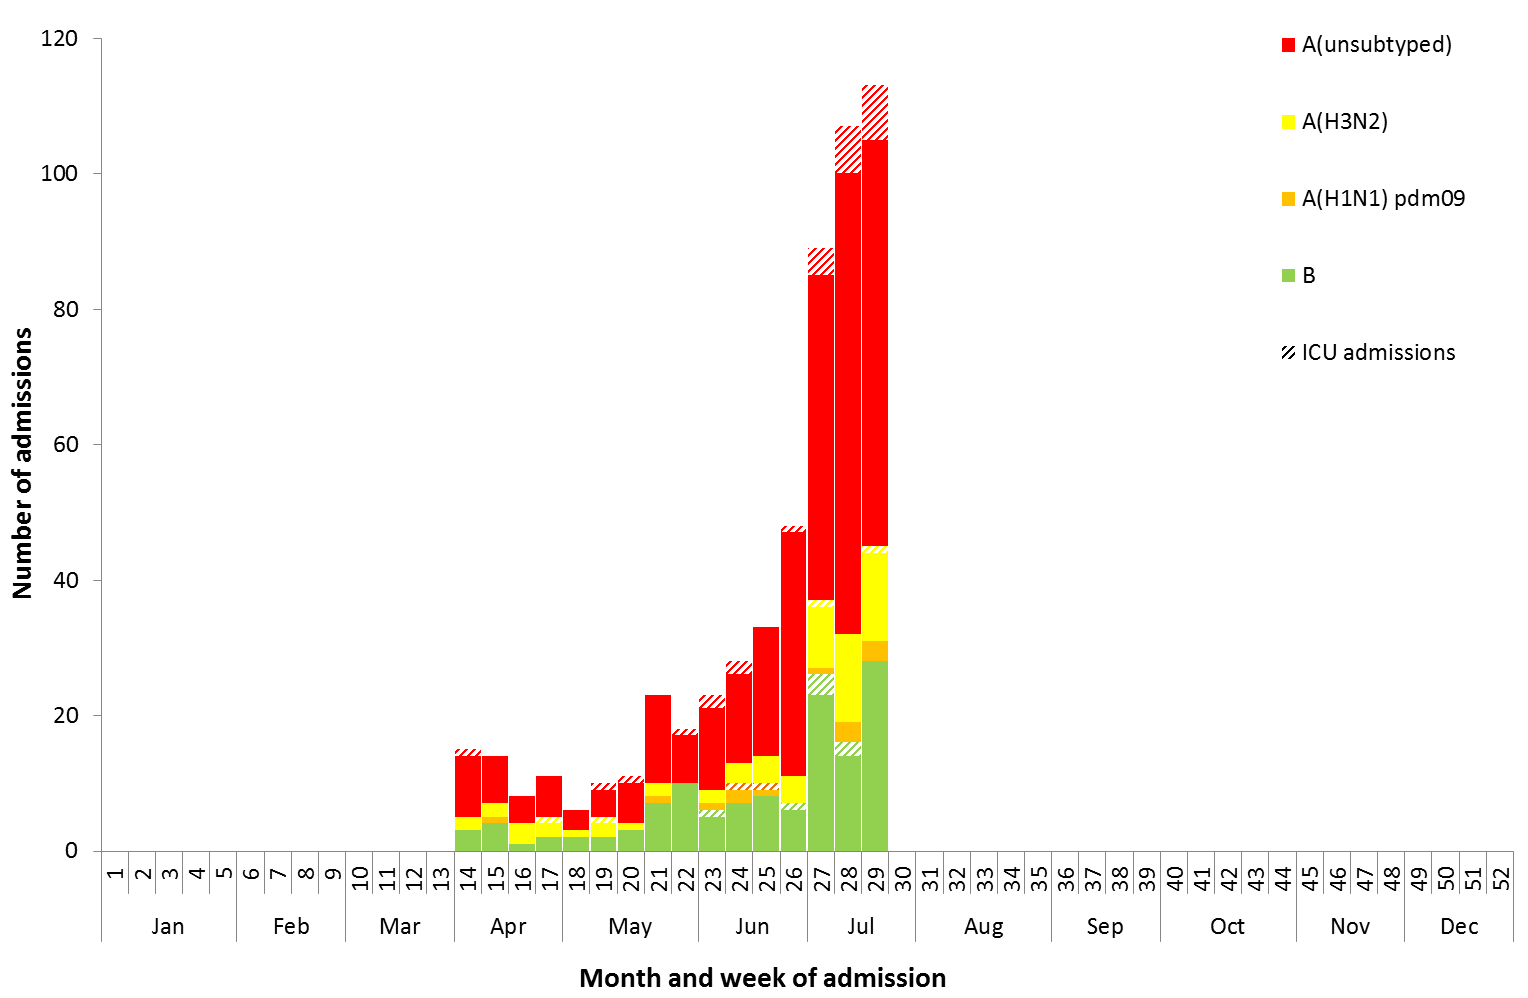 120
100
80
60
40
20
0
Number of admissions
A(unsubtyped)
A(H3N2)
A(H1N1) pdm09
B
ICU admissions
1 2 3 4 5 6 7 8 9 10 11 12 13 14 15 16 17 18 19 20 21 22 23 24 25 26 27 28 29 30 31 32 33 34 35 36 37 38 39 40 41 42 43 44 45 46 47 48 49 50 51 52
Jan Feb Mar Apr May Jun Jul Aug Sep Oct Nov Dec
Month and week of admission